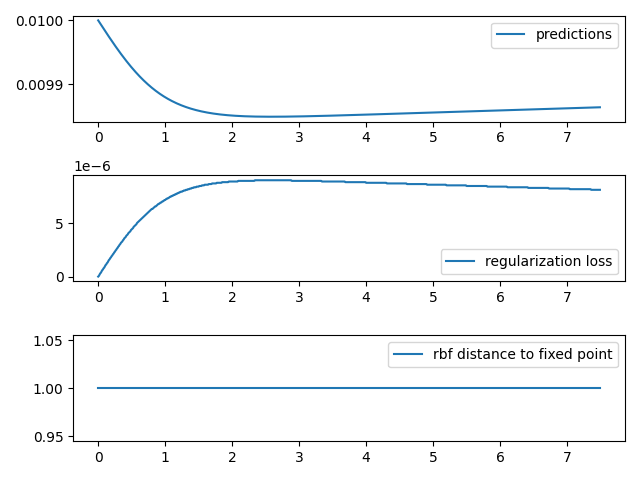 0.0100
predictions
0.0099
0 1 2 3 4 5 6 7
1e−6
5
regularization loss
0
0 1 2 3 4 5 6 7
1.05
rbf distance to fixed point
1.00
0.95
0 1 2 3 4 5 6 7